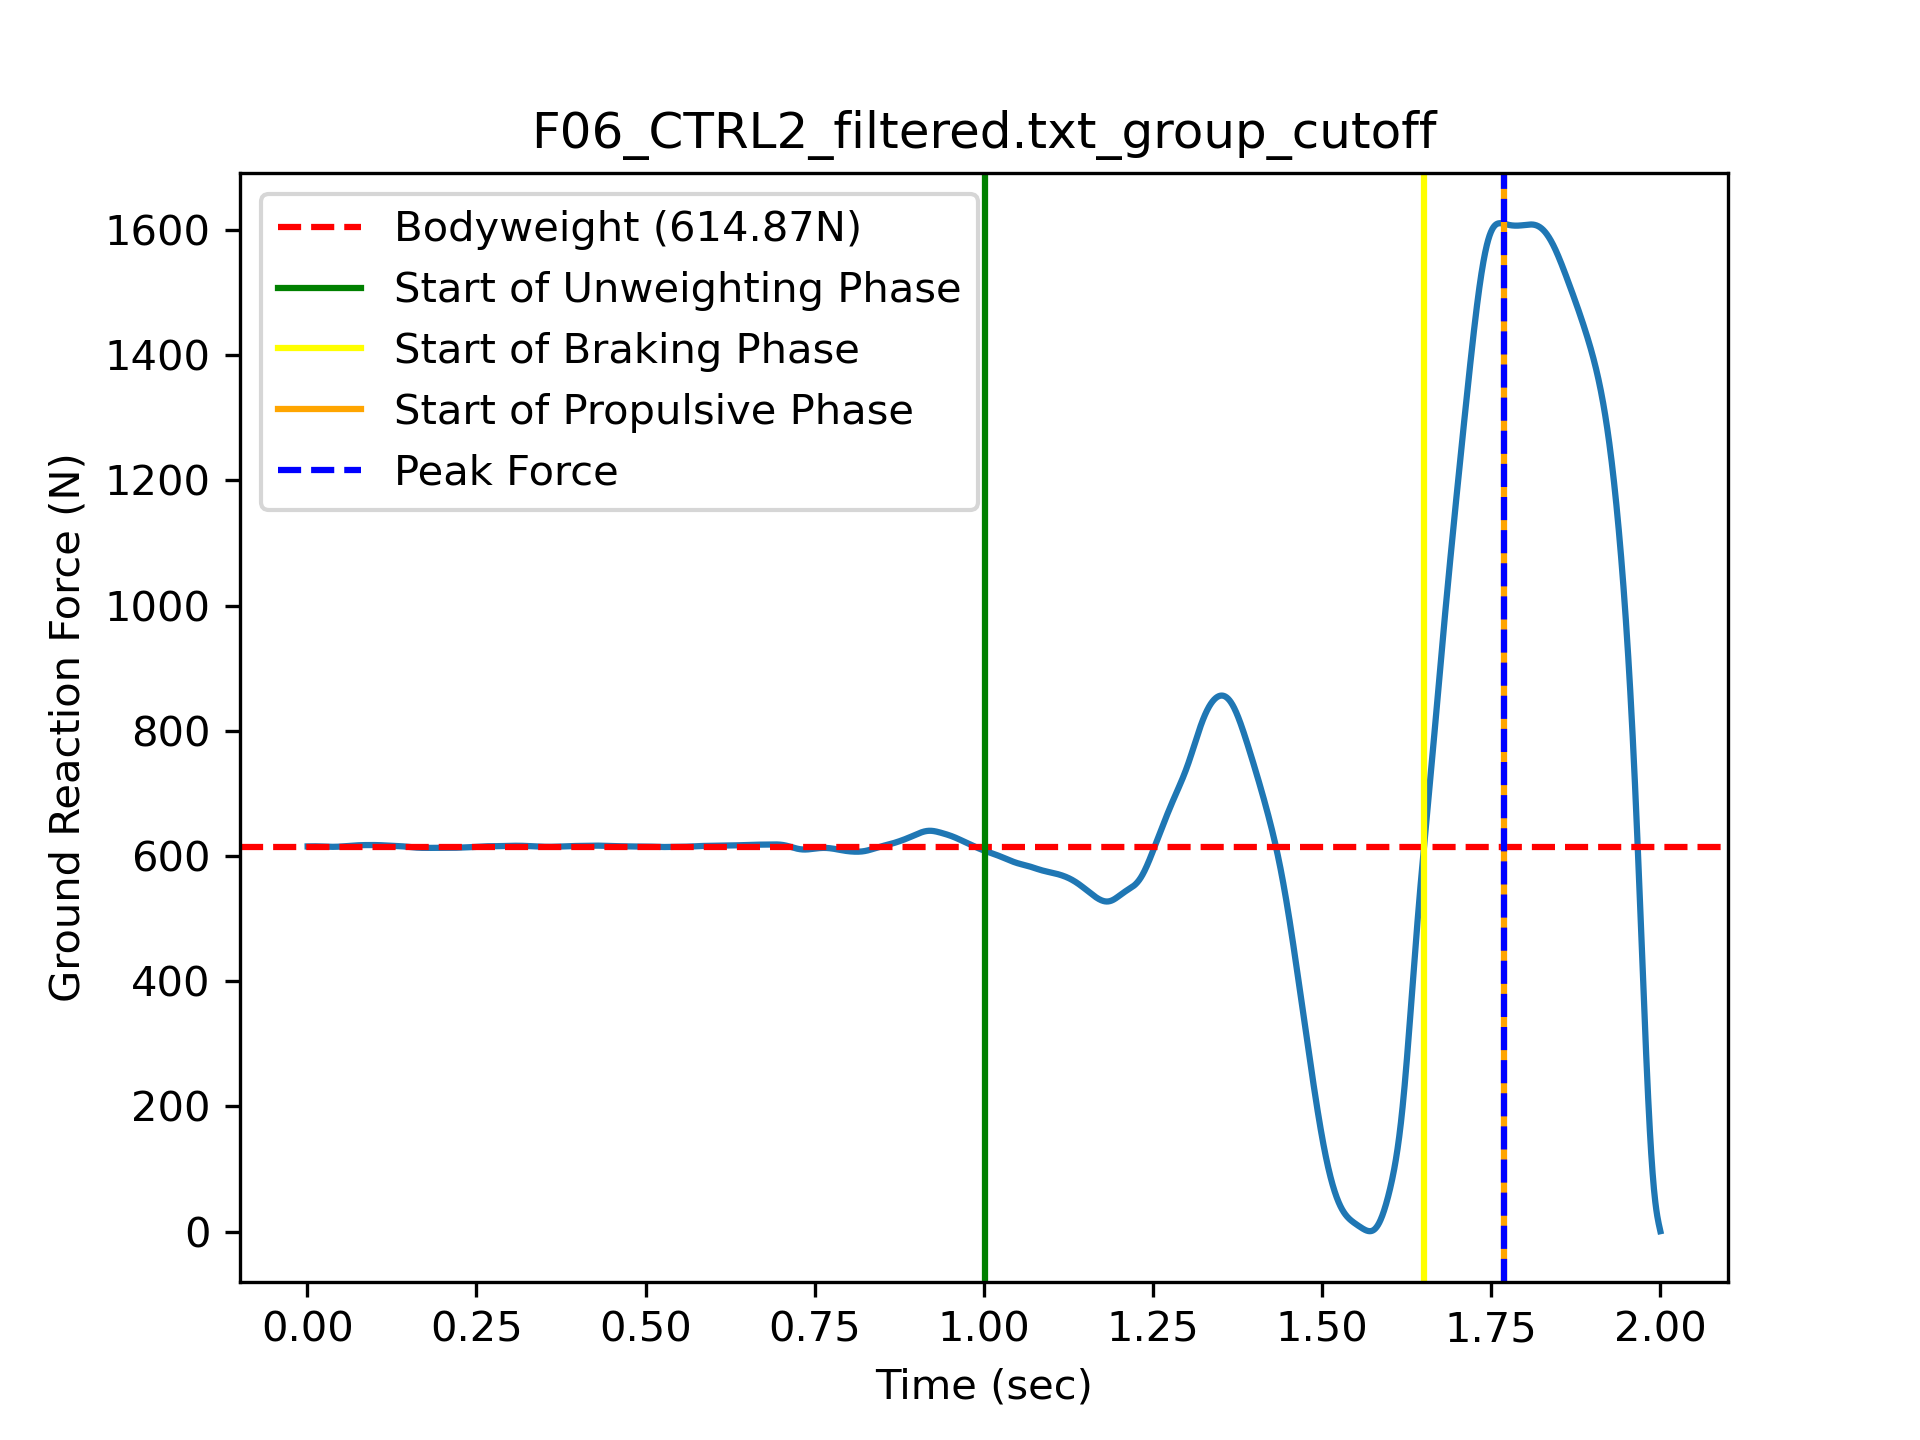 F06_CTRL2_filtered.txt_group_cutoff
Bodyweight (614.87N)
Start of Unweighting Phase
Start of Braking Phase
Start of Propulsive Phase
Peak Force
Ground Reaction Force (N)
1600
1400
1200
1000
800
600
400
200
0
0.00 0.25 0.50 0.75 1.00 1.25 1.50 1.75 2.00
Time (sec)